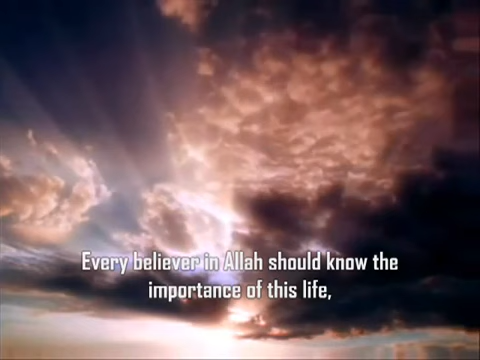 Every believer in Allah should know the
importance of this life,